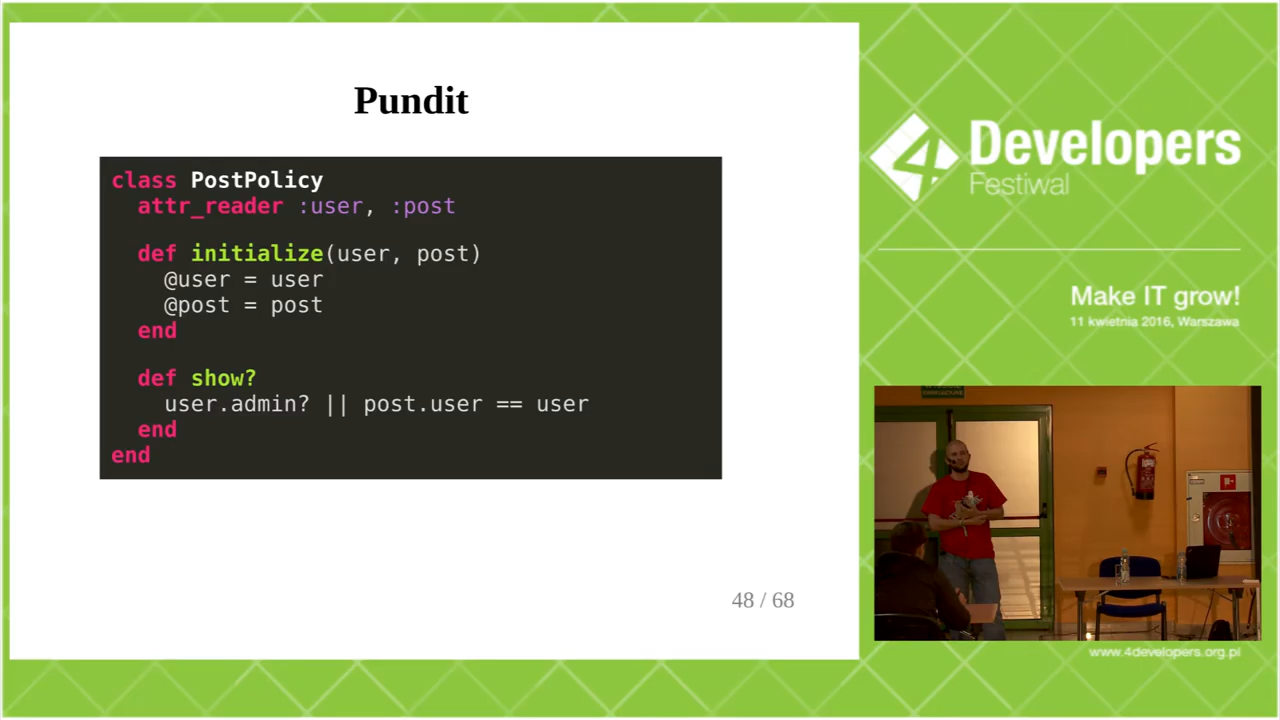 Pundit
class PostPolicy
  attr_reader :user, :post

  def initialize(user, post)
    @user = user
    @post = post
  end

  def show?
    user.admin? || post.user == user
  end
end
48 / 68
4Developers
Festiwal
Make IT grow!
11 kwietnia 2016, Warszawa
www.4developers.org.pl